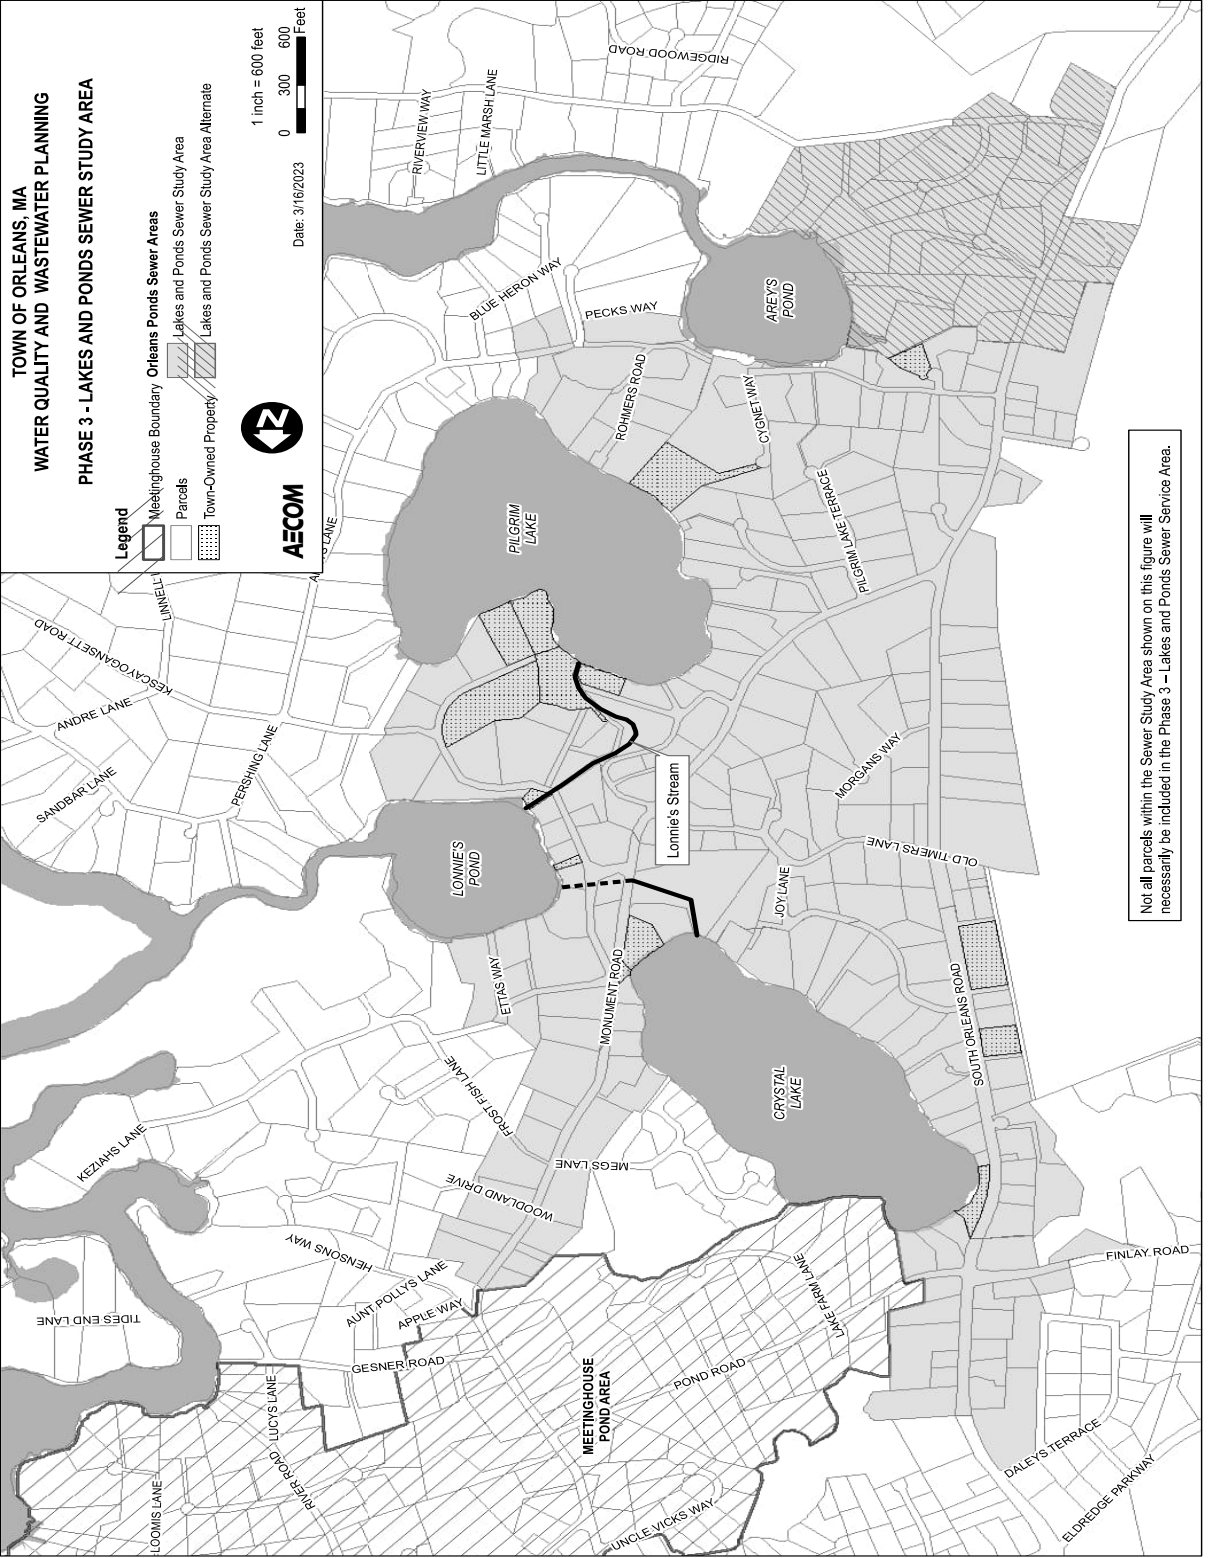 TOWN OF ORLEANS, MA
WATER QUALITY AND WASTEWATER PLANNING
PHASE 3 - LAKES AND PONDS SEWER STUDY AREA
Legend
Meetinghouse Boundary
Parcels
Town-Owned Property
Orleans Ponds Sewer Areas
Lakes and Ponds Sewer Study Area
Lakes and Ponds Sewer Study Area Alternate
AECOM
N
Date: 3/16/2023
1 inch = 600 feet
0 300 600
Feet
RIDGEWOOD ROAD
RIVERVIEW WAY
LITTLE MARSH LANE
BLUE HERON WAY
PECKS WAY
AREY'S
POND
ROHMERS ROAD
CYGNET WAY
PILGRIM LAKE TERRACE
PILGRIM
LAKE
S LANE
LINNELL
KESCAYOGANSETT ROAD
ANDRE LANE
SANDBAR LANE
PERSHING LANE
LONNIE'S
POND
Lonnie's Stream
MORGANS WAY
OLD TIMERS LANE
JOY LANE
ETTAS WAY
MONUMENT ROAD
SOUTH ORLEANS ROAD
CRYSTAL
LAKE
FROST FISH LANE
KEZIAHS LANE
MEGS LANE
WOODLAND DRIVE
HENSONS WAY
AUNT POLLYS LANE
APPLE WAY
TIDES END LANE
GESNER ROAD
LAKE FARM LANE
FINLAY ROAD
POND ROAD
MEETINGHOUSE
POND AREA
LUCYS LANE
RIVER ROAD
LOOMIS LANE
UNCLE VICKS WAY
DALEYS TERRACE
ELDREDGE PARKWAY
Not all parcels within the Sewer Study Area shown on this figure will
necessarily be included in the Phase 3 – Lakes and Ponds Sewer Service Area.